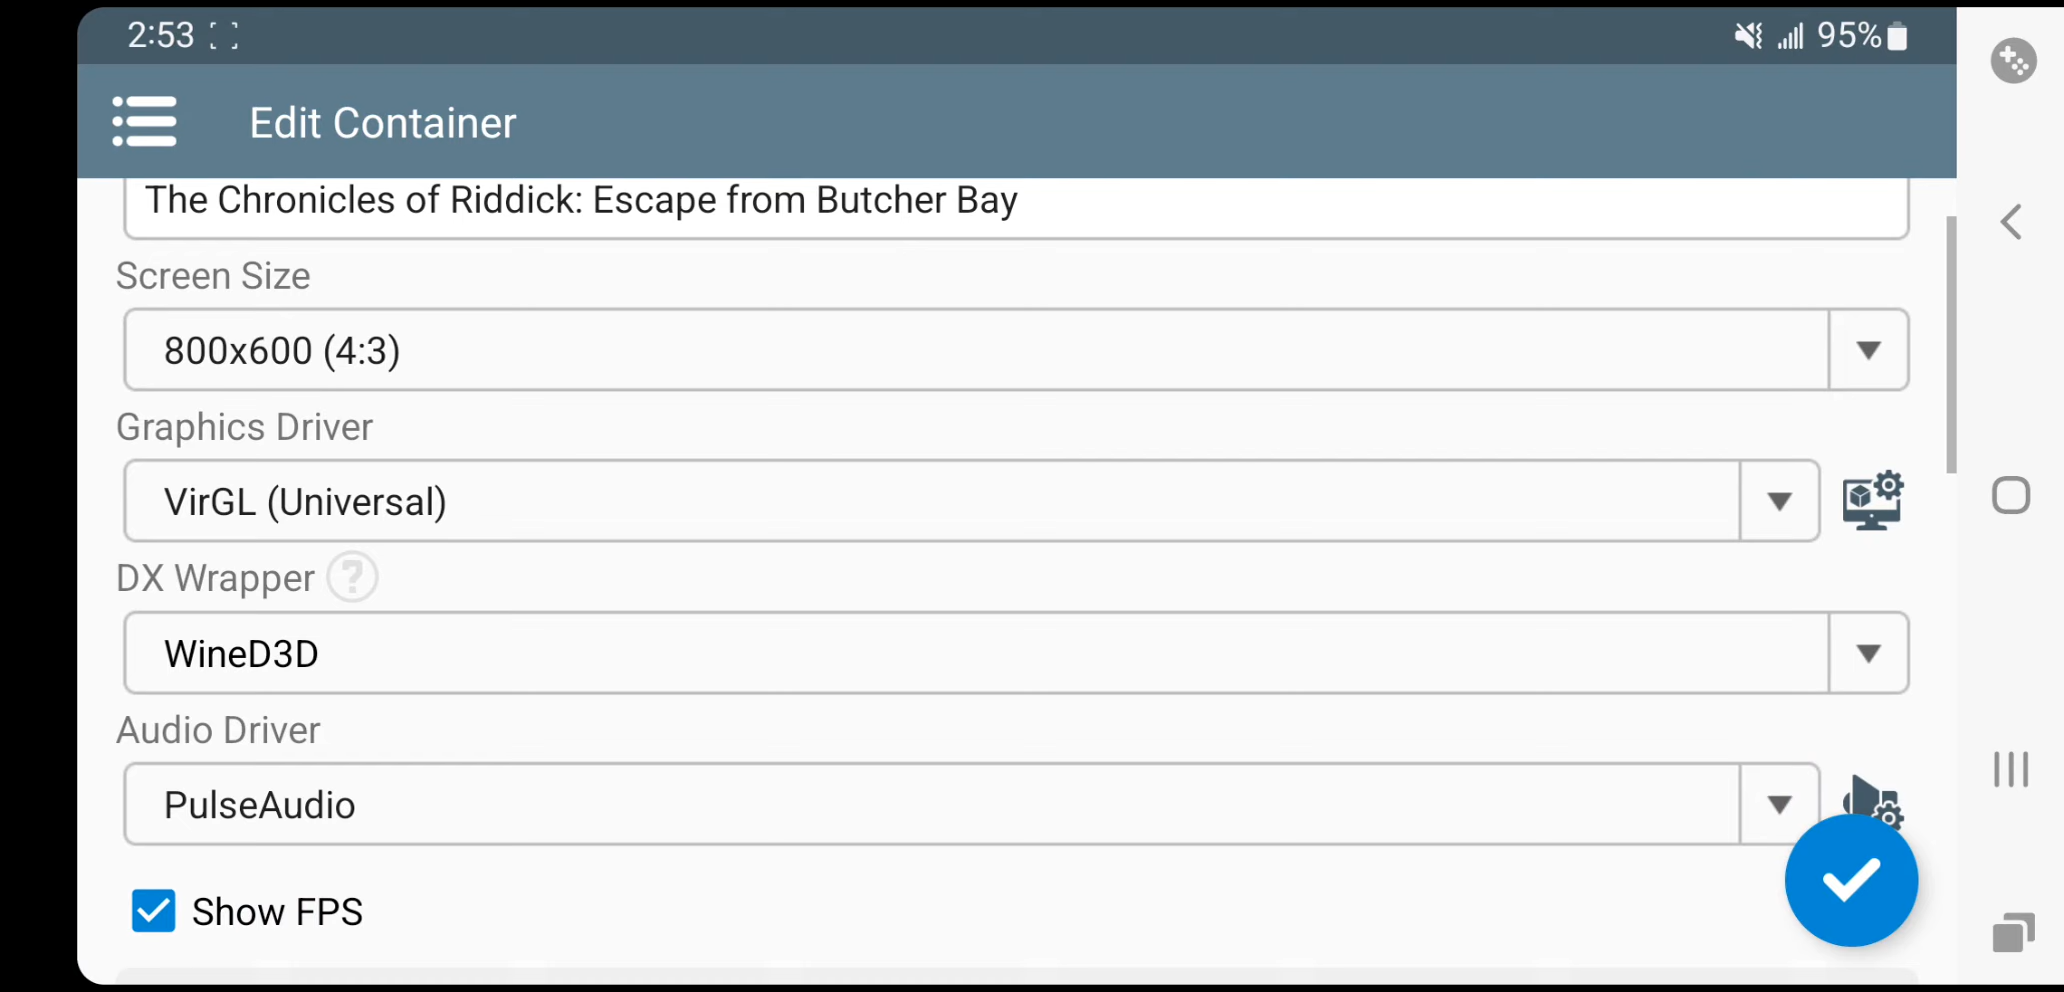 2:53
95%
Edit Container
The Chronicles of Riddick: Escape from Butcher Bay
Screen Size
800x600 (4:3)
Graphics Driver
VirGL (Universal)
DX Wrapper ?
WineD3D
Audio Driver
PulseAudio
Show FPS